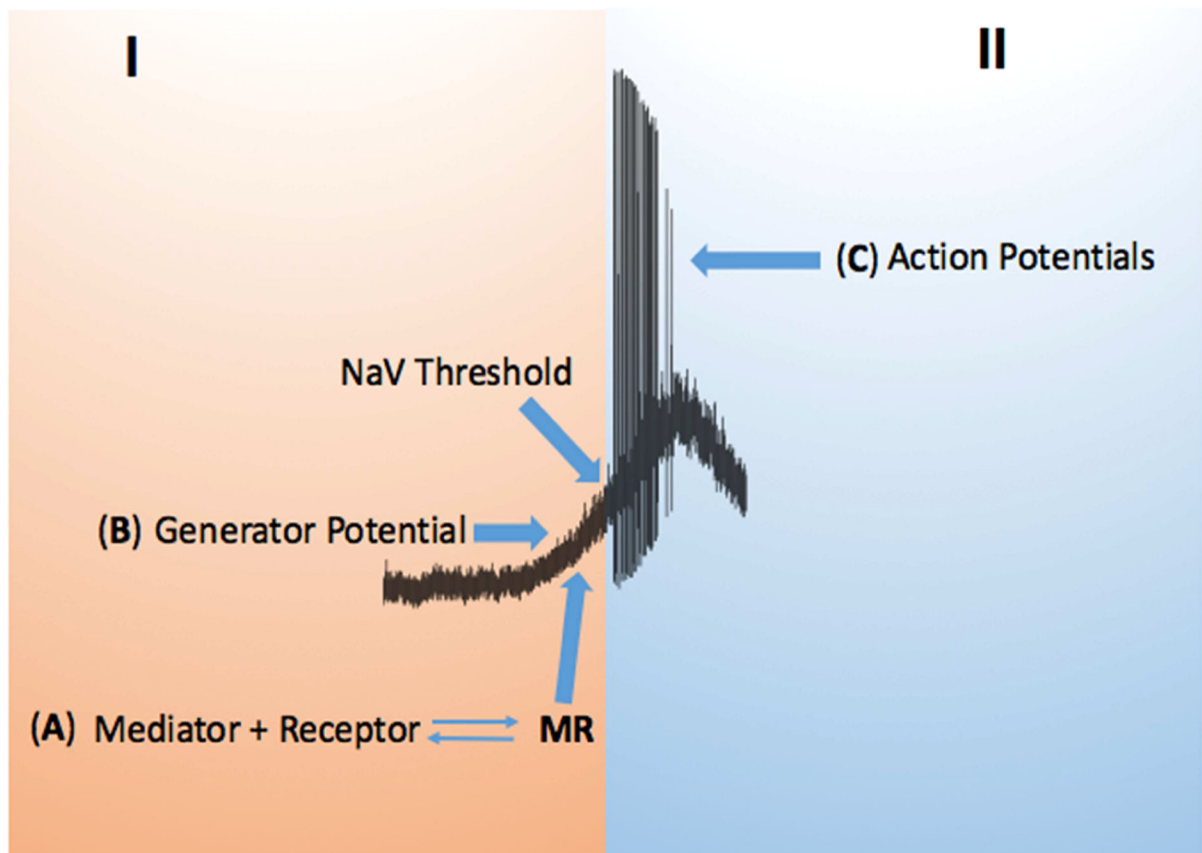 I
II
(C) Action Potentials
NaV Threshold
(B) Generator Potential
(A) Mediator + Receptor MR